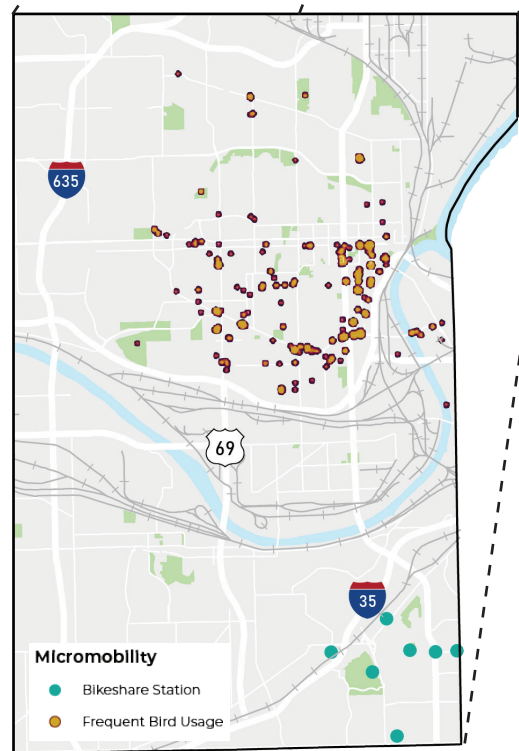 635
69
35
Micromobility
Bikeshare Station
Frequent Bird Usage